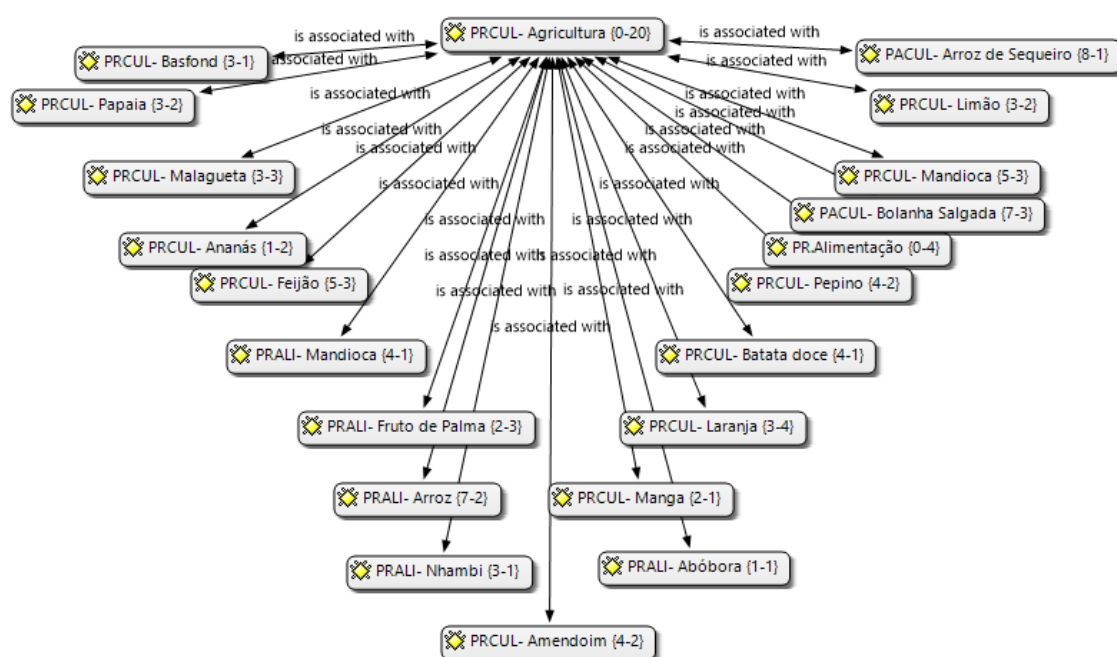 PRCUL- Agricultura {0-20}
is associated with
is associated with
PRCUL- Basfond {3-1}
PACUL- Arroz de Sequeiro {8-1}
associated with
is associated with
PRCUL- Papaia {3-2}
PRCUL- Limão {3-2}
is associated with
is associated with
is associated with
is associated with
is associated with
is associated with
PRCUL- Malagueta {3-3}
PRCUL- Mandioca {5-3}
is associated with
is associated with
PACUL- Bolanha Salgada {7-3}
is associated with
is associated with
PRCUL- Ananás {1-2}
PR.Alimentação {0-4}
is associated with
is associated with
PRCUL- Feijão {5-3}
PRCUL- Pepino {4-2}
is associated with
is associated with
is associated with
PRALI- Mandioca {4-1}
PRCUL- Batata doce {4-1}
PRALI- Fruto de Palma {2-3}
PRCUL- Laranja {3-4}
PRALI- Arroz {7-2}
PRCUL- Manga {2-1}
PRALI- Nhambi {3-1}
PRALI- Abóbora {1-1}
PRCUL- Amendoim {4-2}